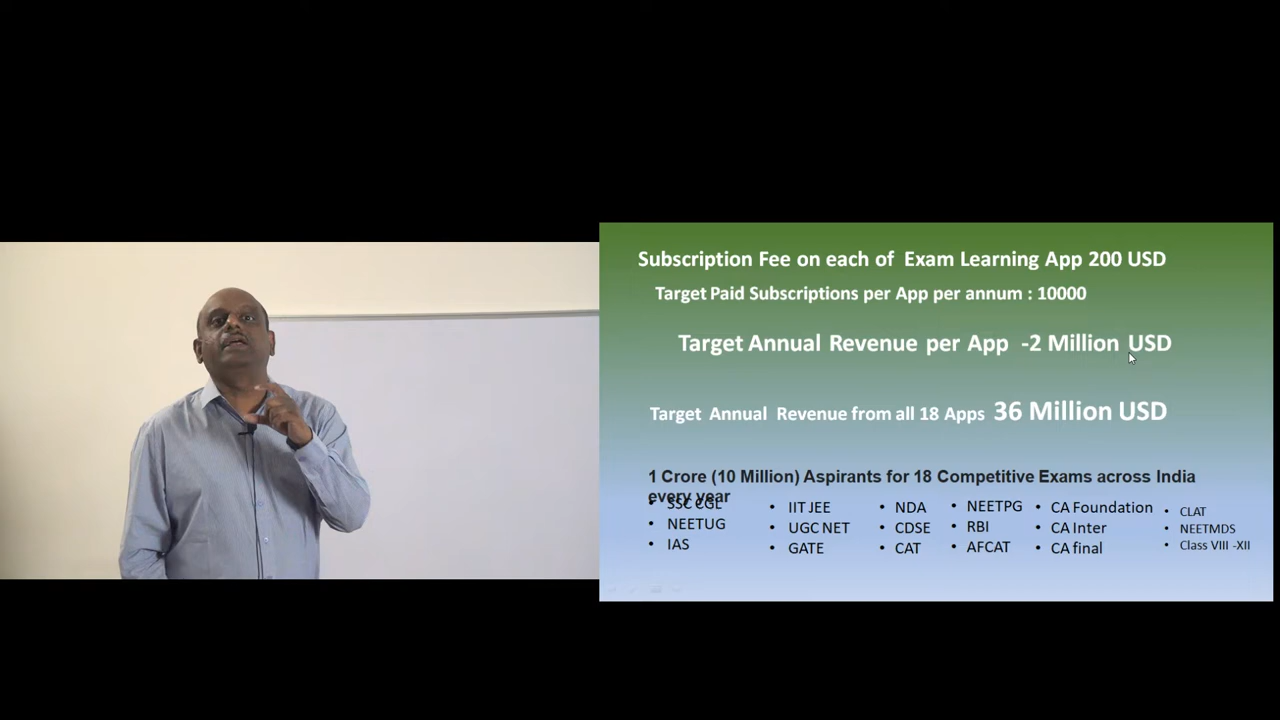 Subscription Fee on each of Exam Learning App 200 USD
Target Paid Subscriptions per App per annum : 10000
Target Annual Revenue per App -2 Million USD
Target Annual Revenue from all 18 Apps 36 Million USD
1 Crore (10 Million) Aspirants for 18 Competitive Exams across India
every year
• SSC CGL
• NEETUG
• IAS
• IIT JEE
• UGC NET
• GATE
• NDA
• CDSE
• CAT
• NEETPG
• RBI
• AFCAT
• CA Foundation
• CA Inter
• CA final
• CLAT
• NEETMDS
• Class VIII -XII